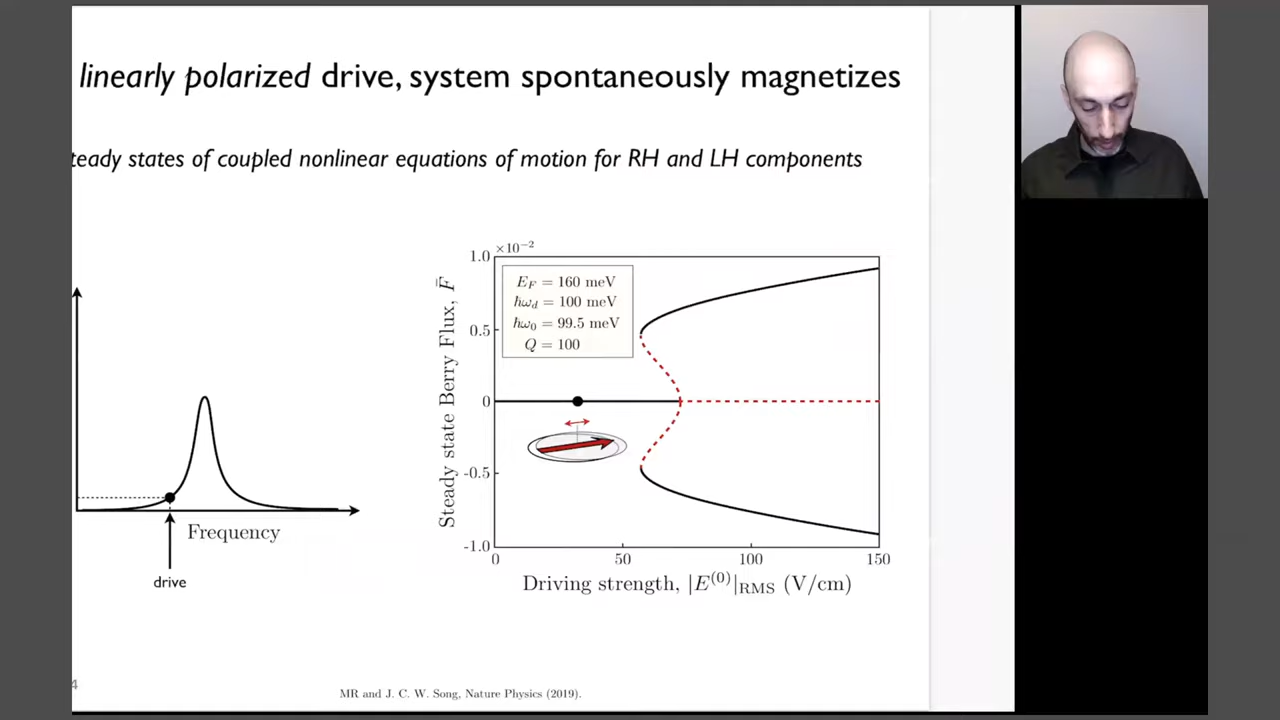 linearly polarized drive, system spontaneously magnetizes
teady states of coupled nonlinear equations of motion for RH and LH components
Frequency
drive
×10⁻²
1.0
0.5
0
-0.5
-1.0
Steady state Berry Flux, F̄
E_F = 160 meV
ħω_d = 100 meV
ħω_0 = 99.5 meV
Q = 100
0 50 100 150
Driving strength, |E^(0)|_RMS (V/cm)
4
MR and J. C. W. Song, Nature Physics (2019).